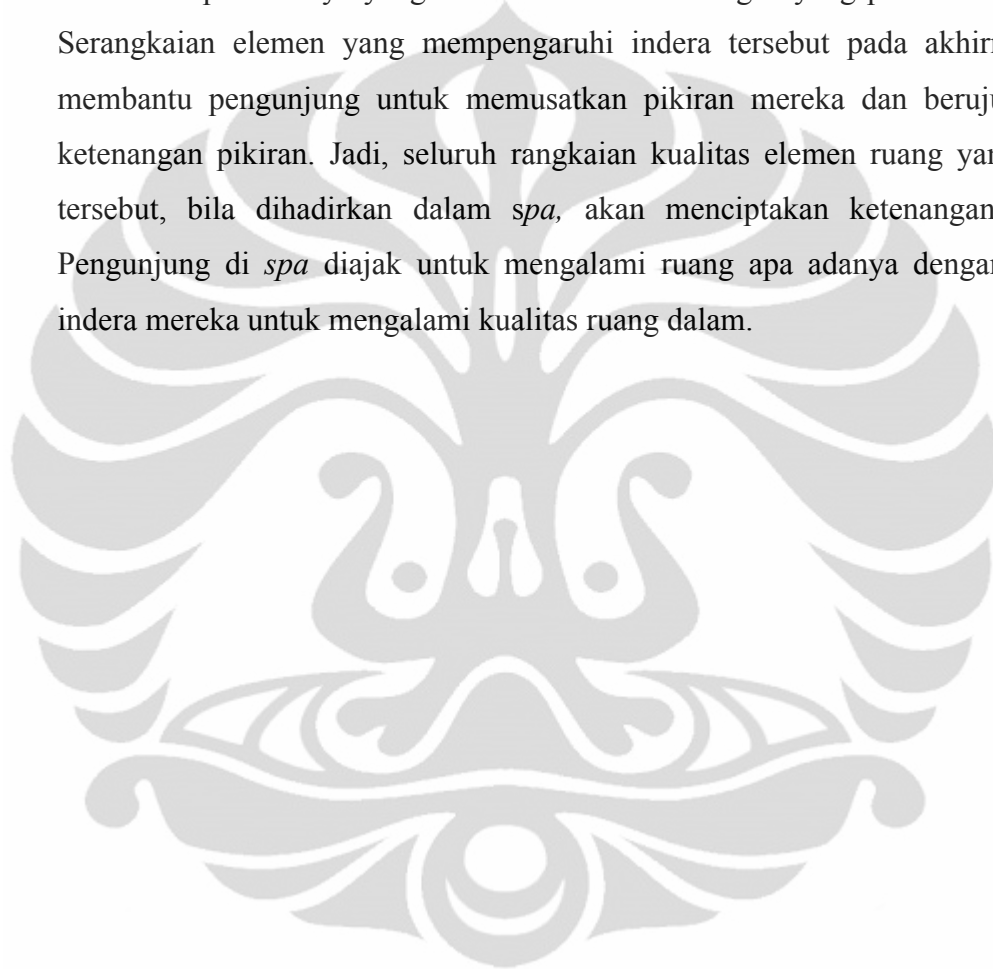 Serangkaian elemen yang mempengaruhi indera tersebut pada akhirn
membantu pengunjung untuk memusatkan pikiran mereka dan beruju
ketenangan pikiran. Jadi, seluruh rangkaian kualitas elemen ruang yan
tersebut, bila dihadirkan dalam spa, akan menciptakan ketenangan
Pengunjung di spa diajak untuk mengalami ruang apa adanya dengan
indera mereka untuk mengalami kualitas ruang dalam.